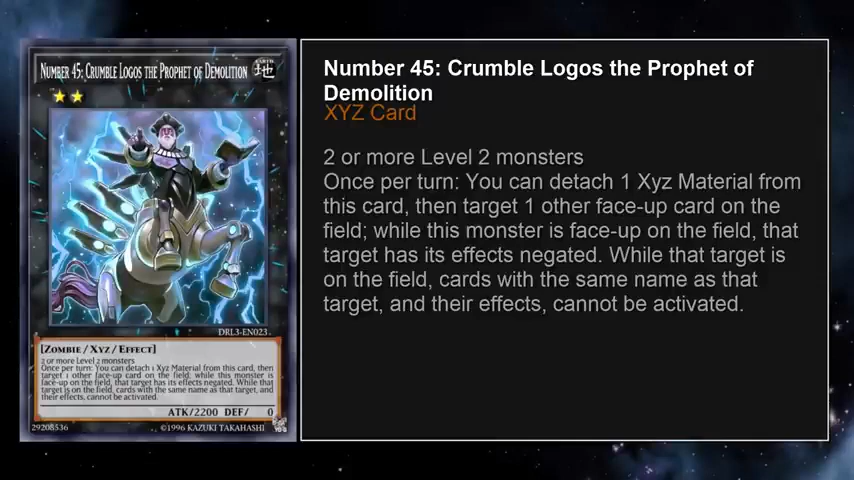 Number 45: Crumble Logos the Prophet of Demolition
EARTH
地
[Zombie/Xyz/Effect]
2 or more Level 2 monsters
Once per turn: You can detach 1 Xyz Material from this card, then
target 1 other face-up card on the field; while this monster is
face-up on the field, that target has its effects negated. While that
target is on the field, cards with the same name as that target, and
their effects, cannot be activated.
DRL3-EN023
ATK/2200 DEF/ 0
29208536
©1996 KAZUKI TAKAHASHI
Number 45: Crumble Logos the Prophet of
Demolition
XYZ Card
2 or more Level 2 monsters
Once per turn: You can detach 1 Xyz Material from
this card, then target 1 other face-up card on the
field; while this monster is face-up on the field, that
target has its effects negated. While that target is
on the field, cards with the same name as that
target, and their effects, cannot be activated.